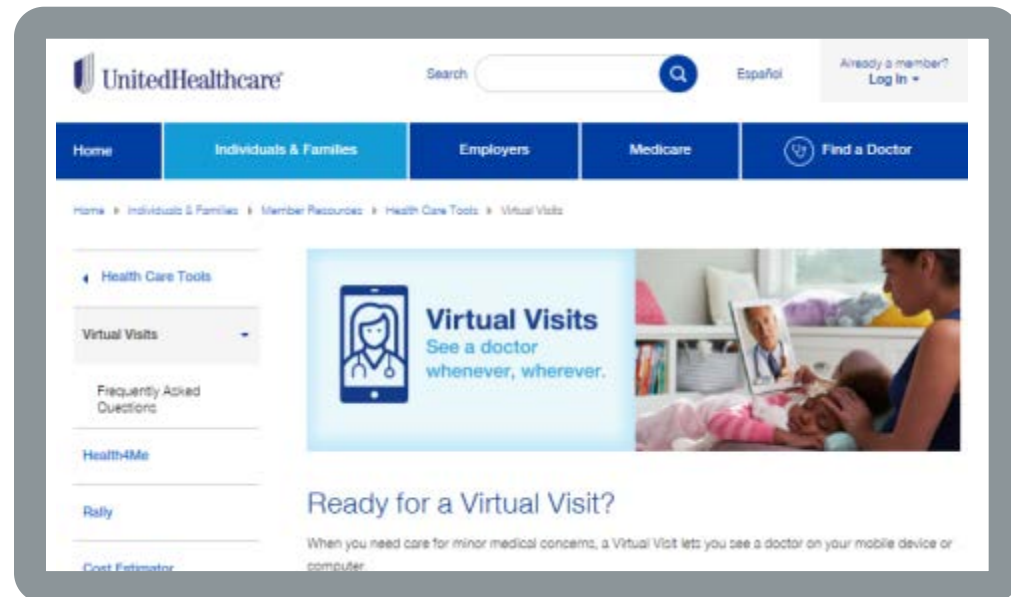 UnitedHealthcare
Search
Español
Already a member?
Log In
Home
Individuals & Families
Employers
Medicare
Find a Doctor
Home Individuals & Families Member Resources Health Care Tools Virtual Visits
Health Care Tools
Virtual Visits
Frequently Asked
Questions
Health4Me
Rally
Cost Estimator
Virtual Visits
See a doctor
whenever, wherever.
Ready for a Virtual Visit?
When you need care for minor medical concerns, a Virtual Visit lets you see a doctor on your mobile device or
computer.